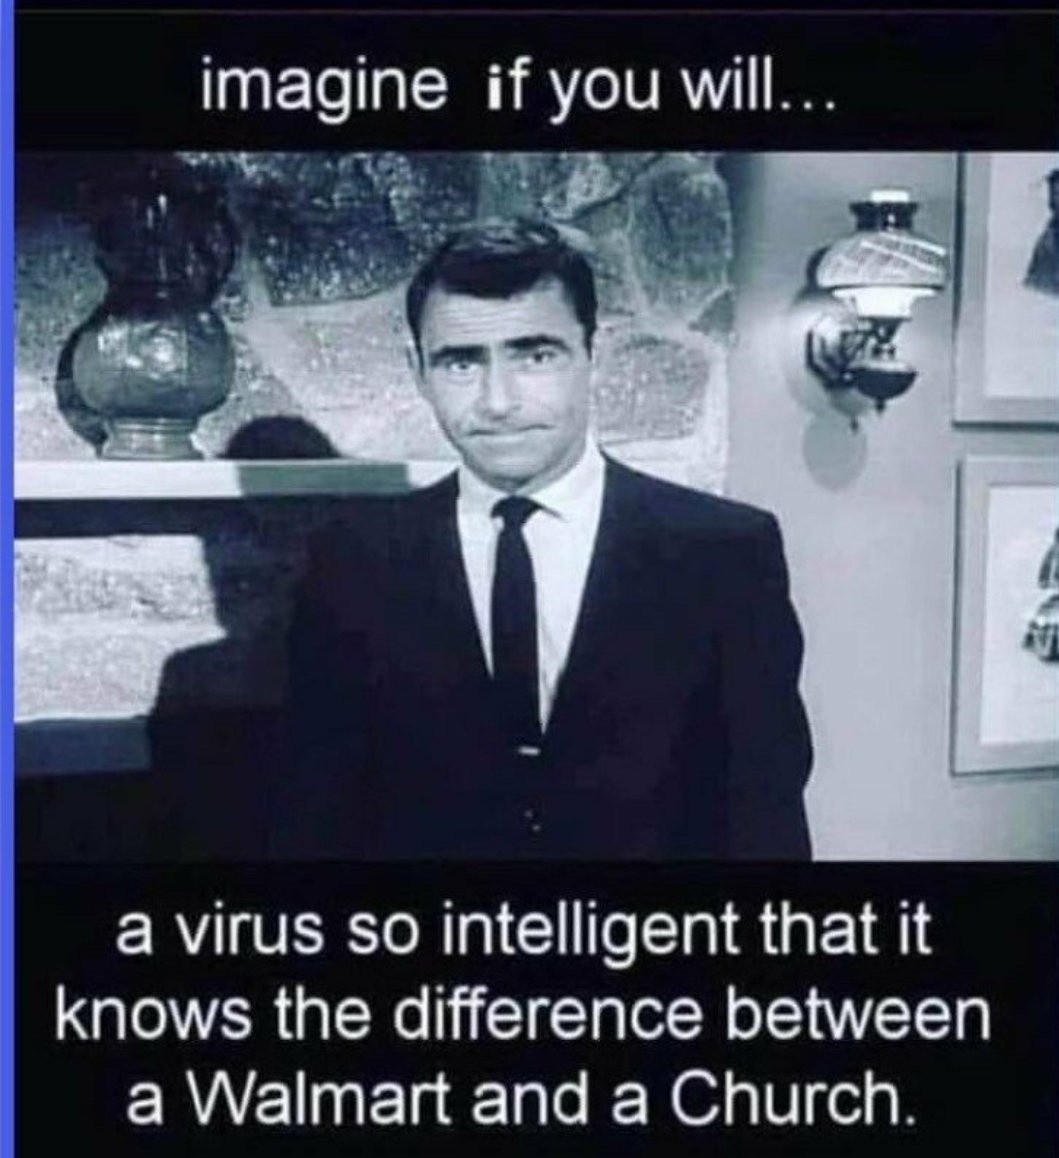 imagine if you will...
a virus so intelligent that it
knows the difference between
a Walmart and a Church.